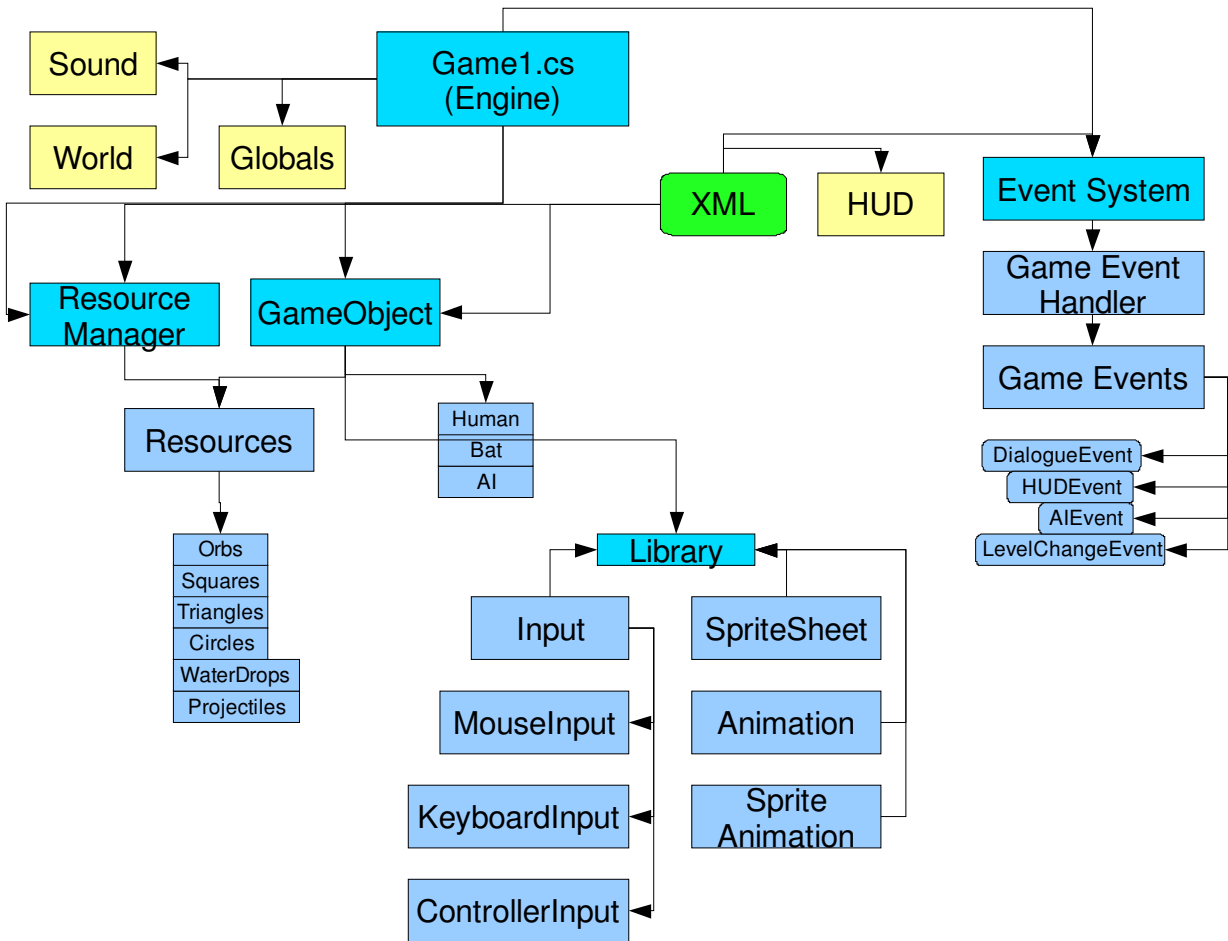 Sound
Game1.cs
(Engine)
World
Globals
XML
HUD
Event System
Resource
Manager
GameObject
Game Event
Handler
Game Events
Resources
Human
Bat
AI
DialogueEvent
HUDEvent
AIEvent
LevelChangeEvent
Orbs
Squares
Triangles
Circles
WaterDrops
Projectiles
Library
Input
SpriteSheet
MouseInput
Animation
KeyboardInput
Sprite
Animation
ControllerInput